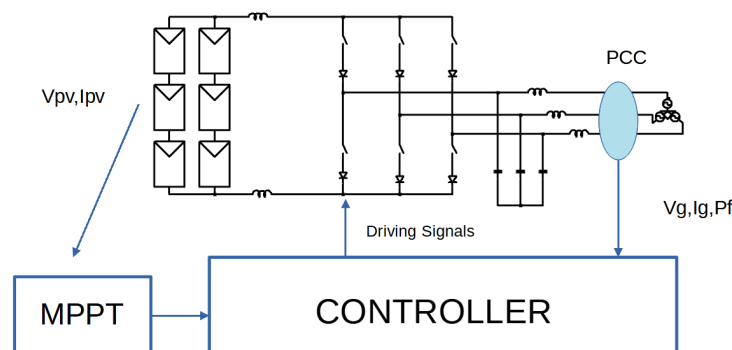 PCC
Vpv,Ipv
Vg,Ig,Pf
Driving Signals
MPPT
CONTROLLER